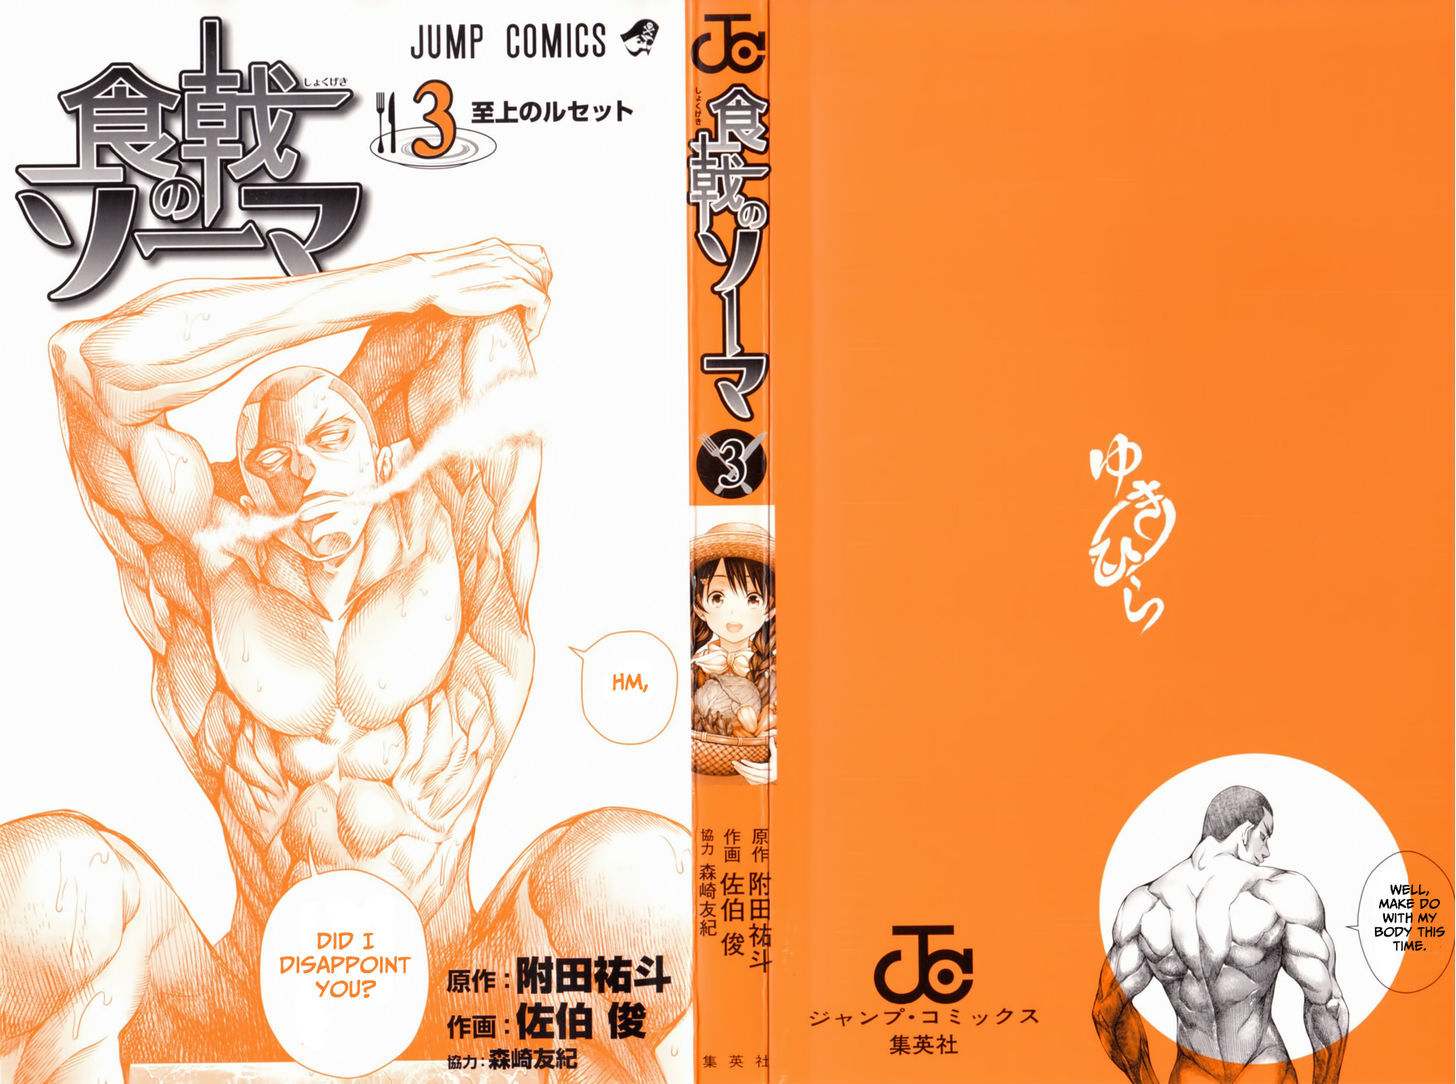 JUMP COMICS
食戟のソーマ
しょくげき
3 至上のルセット
HM,
DID I
DISAPPOINT
YOU?
原作:附田祐斗
作画:佐伯 俊
協力:森崎友紀
JC
しょくげき
食戟のソーマ
3
原作 附田祐斗
作画 佐伯 俊
協力 森崎友紀
集英社
ゆきひら
WELL,
MAKE DO
WITH MY
BODY THIS
TIME.
JC
ジャンプ・コミックス
集英社